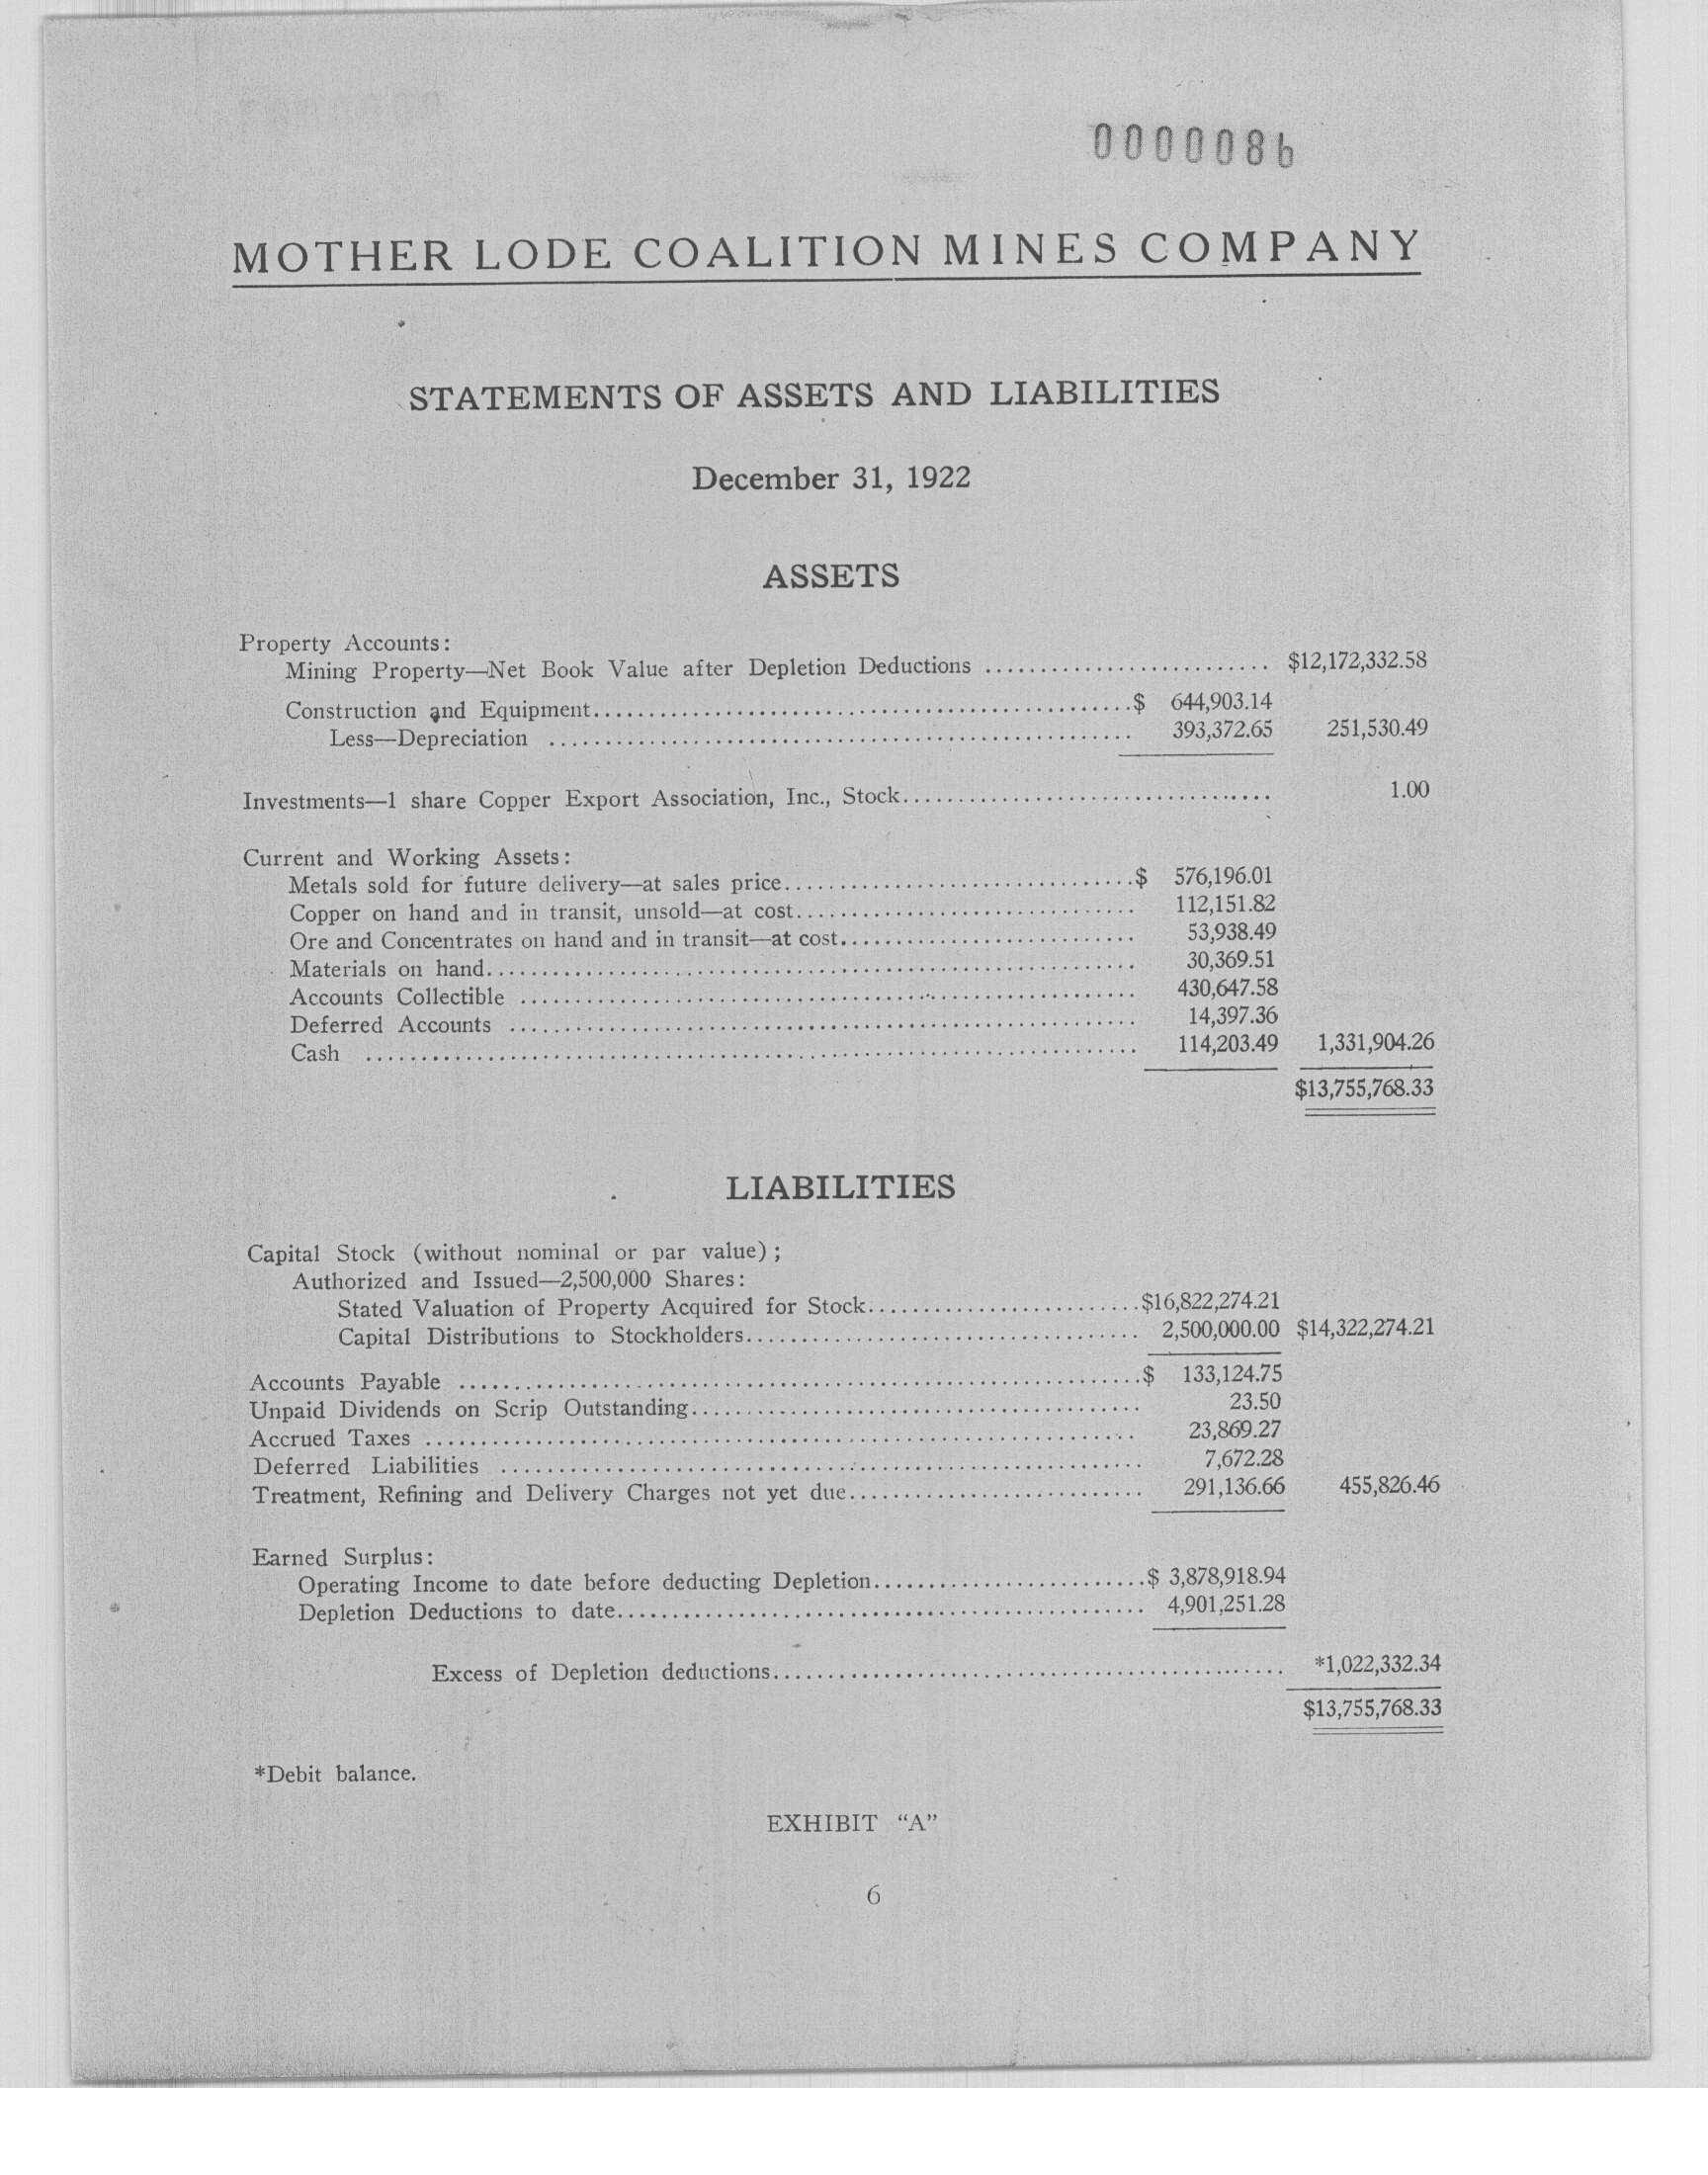 0000086
MOTHER LODE COALITION MINES COMPANY
STATEMENTS OF ASSETS AND LIABILITIES
December 31, 1922
ASSETS
Property Accounts:
Mining Property—Net Book Value after Depletion Deductions .......................... $12,172,332.58
Construction and Equipment.................................................$ 644,903.14
Less—Depreciation ..................................................... 393,372.65 251,530.49
Investments—1 share Copper Export Association, Inc., Stock.................................. 1.00
Current and Working Assets:
Metals sold for future delivery—at sales price................................$ 576,196.01
Copper on hand and in transit, unsold—at cost............................... 112,151.82
Ore and Concentrates on hand and in transit—at cost........................... 53,938.49
Materials on hand........................................................... 30,369.51
Accounts Collectible ........................................................ 430,647.58
Deferred Accounts ......................................................... 14,397.36
Cash ...................................................................... 114,203.49 1,331,904.26
$13,755,768.33
LIABILITIES
Capital Stock (without nominal or par value);
Authorized and Issued—2,500,000 Shares:
Stated Valuation of Property Acquired for Stock.........................$16,822,274.21
Capital Distributions to Stockholders.................................... 2,500,000.00 $14,322,274.21
Accounts Payable ..............................................................$ 133,124.75
Unpaid Dividends on Scrip Outstanding......................................... 23.50
Accrued Taxes ................................................................. 23,869.27
Deferred Liabilities ........................................................... 7,672.28
Treatment, Refining and Delivery Charges not yet due........................... 291,136.66 455,826.46
Earned Surplus:
Operating Income to date before deducting Depletion.........................$ 3,878,918.94
Depletion Deductions to date................................................ 4,901,251.28
Excess of Depletion deductions............................................... *1,022,332.34
$13,755,768.33
*Debit balance.
EXHIBIT “A”
6